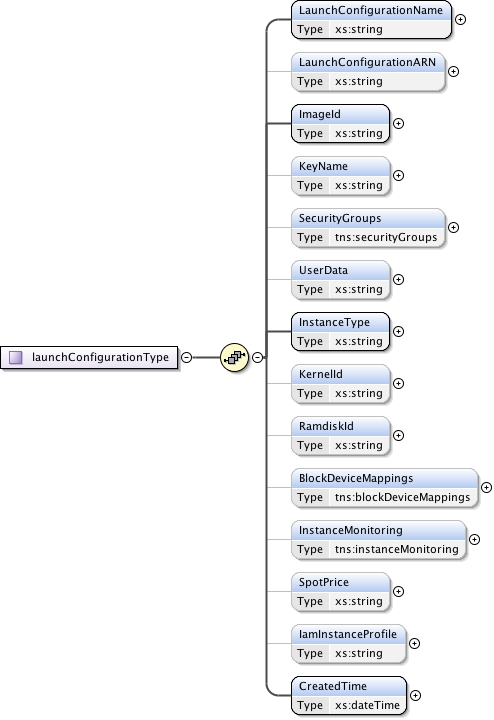 LaunchConfigurationName
Type xs:string
LaunchConfigurationARN
Type xs:string
ImageId
Type xs:string
KeyName
Type xs:string
SecurityGroups
Type tns:securityGroups
UserData
Type xs:string
InstanceType
Type xs:string
launchConfigurationType
KernelId
Type xs:string
RamdiskId
Type xs:string
BlockDeviceMappings
Type tns:blockDeviceMappings
InstanceMonitoring
Type tns:instanceMonitoring
SpotPrice
Type xs:string
IamInstanceProfile
Type xs:string
CreatedTime
Type xs:dateTime